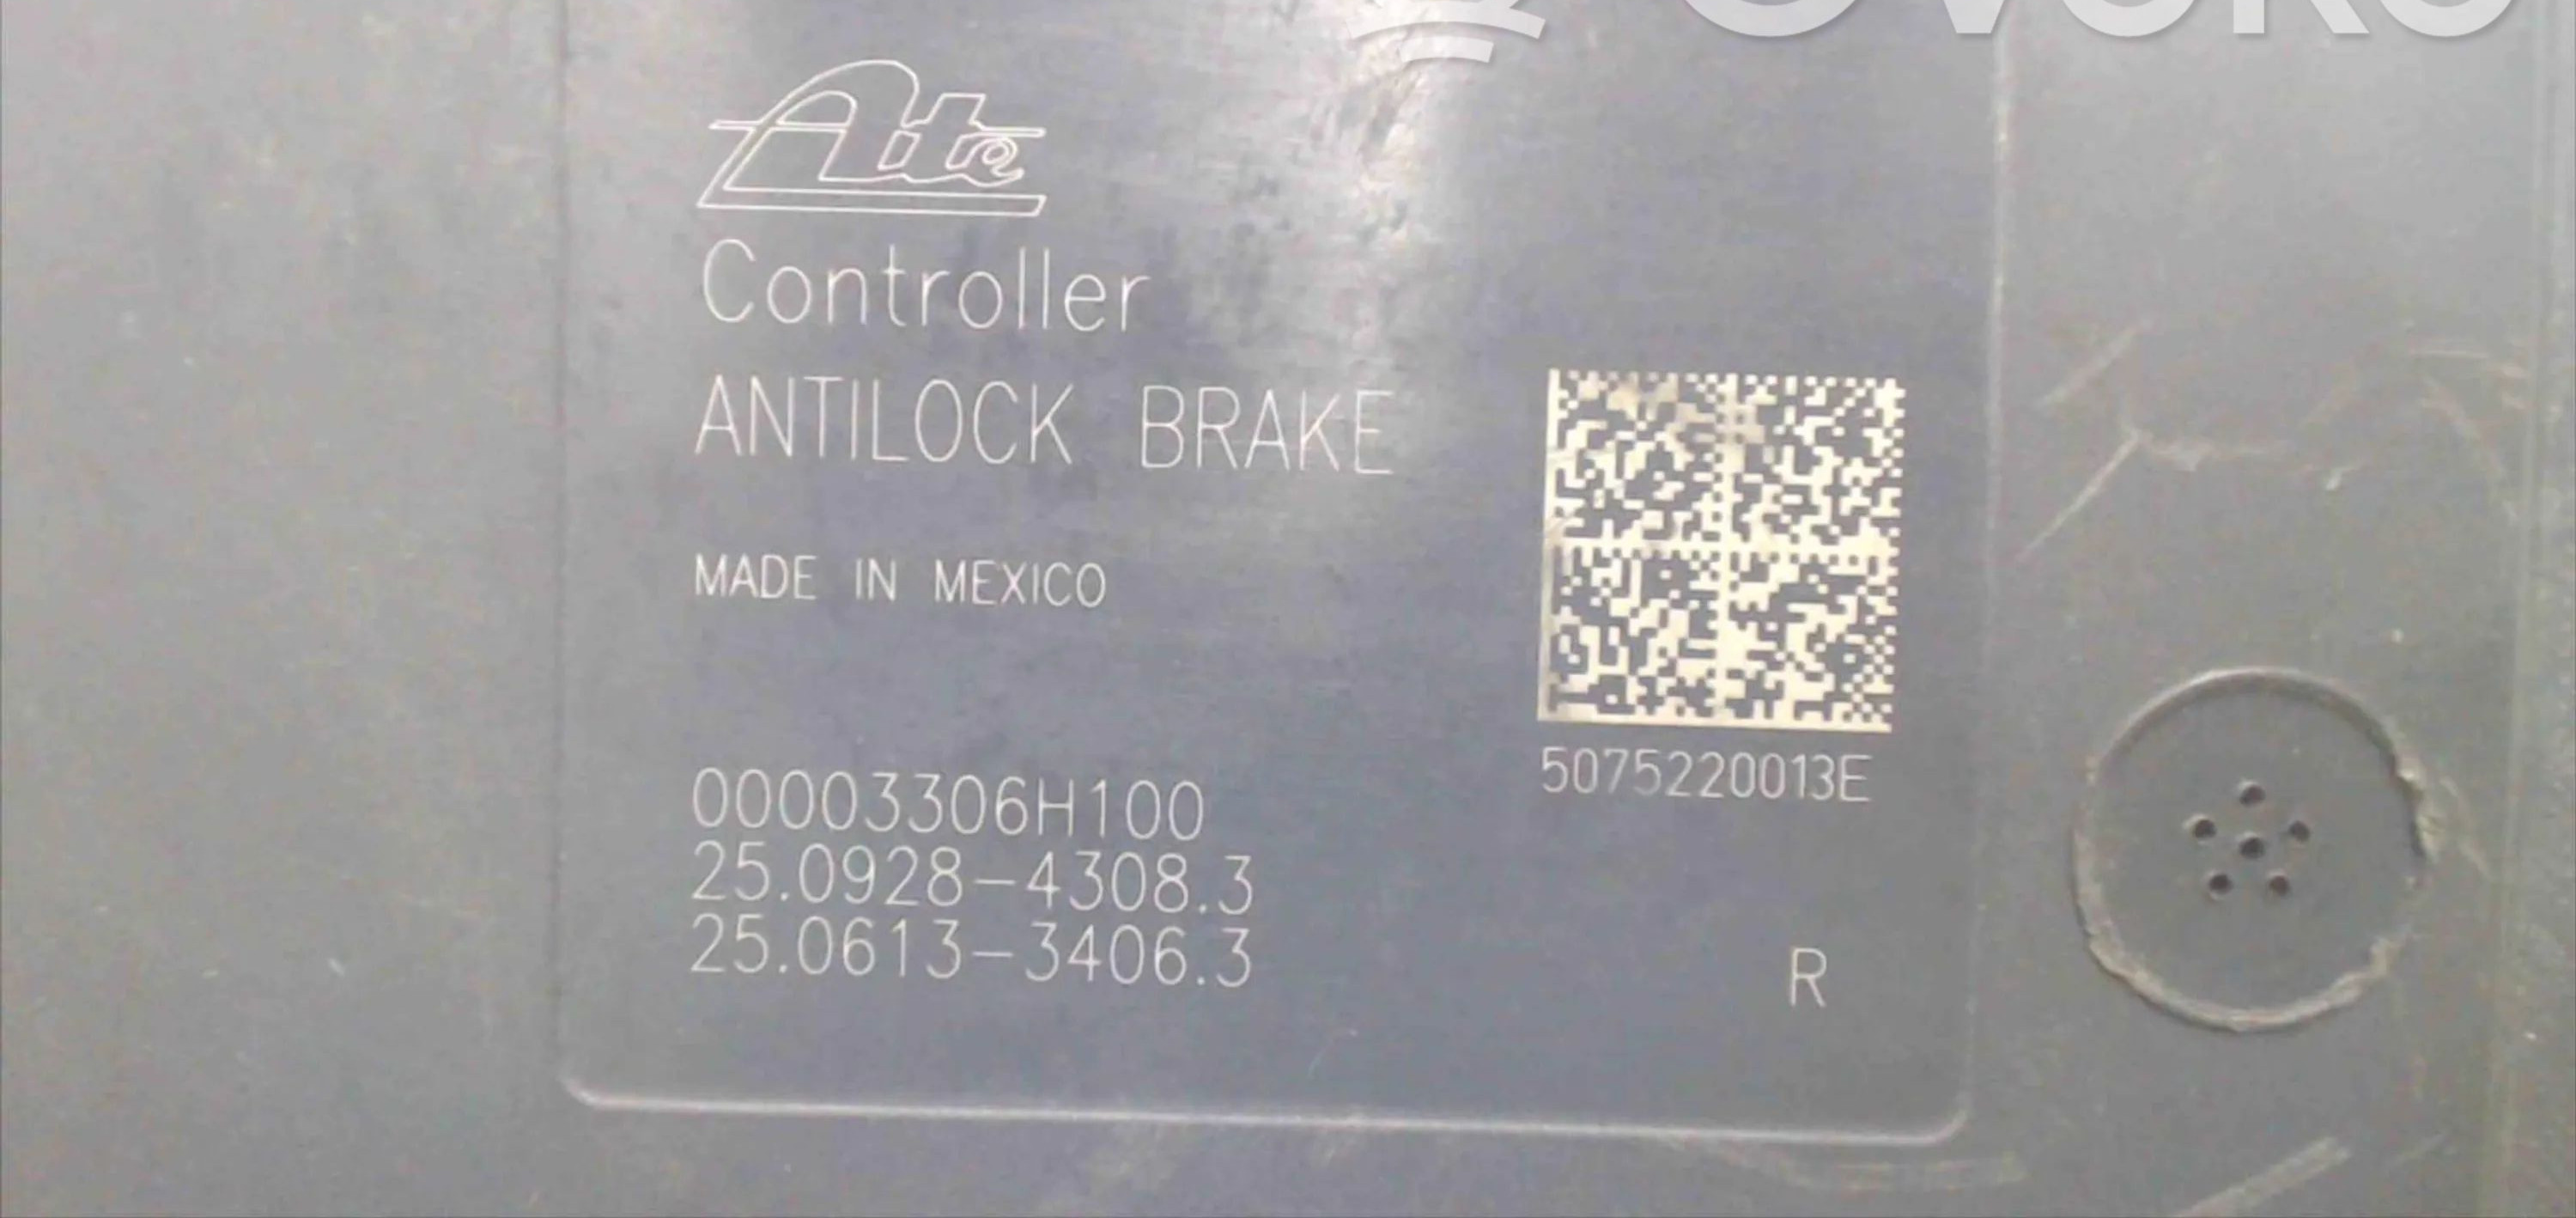 Ate
Controller
ANTILOCK BRAKE
MADE IN MEXICO
5075220013E
00003306H100
25.0928-4308.3
25.0613-3406.3
R